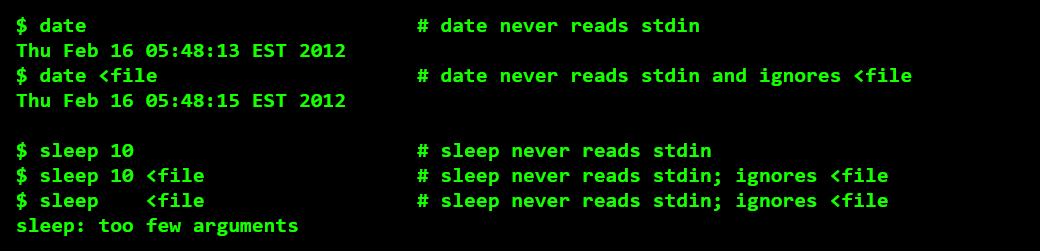 $ date                            # date never reads stdin
Thu Feb 16 05:48:13 EST 2012
$ date <file                      # date never reads stdin and ignores <file
Thu Feb 16 05:48:15 EST 2012

$ sleep 10                        # sleep never reads stdin
$ sleep 10 <file                  # sleep never reads stdin; ignores <file
$ sleep    <file                  # sleep never reads stdin; ignores <file
sleep: too few arguments